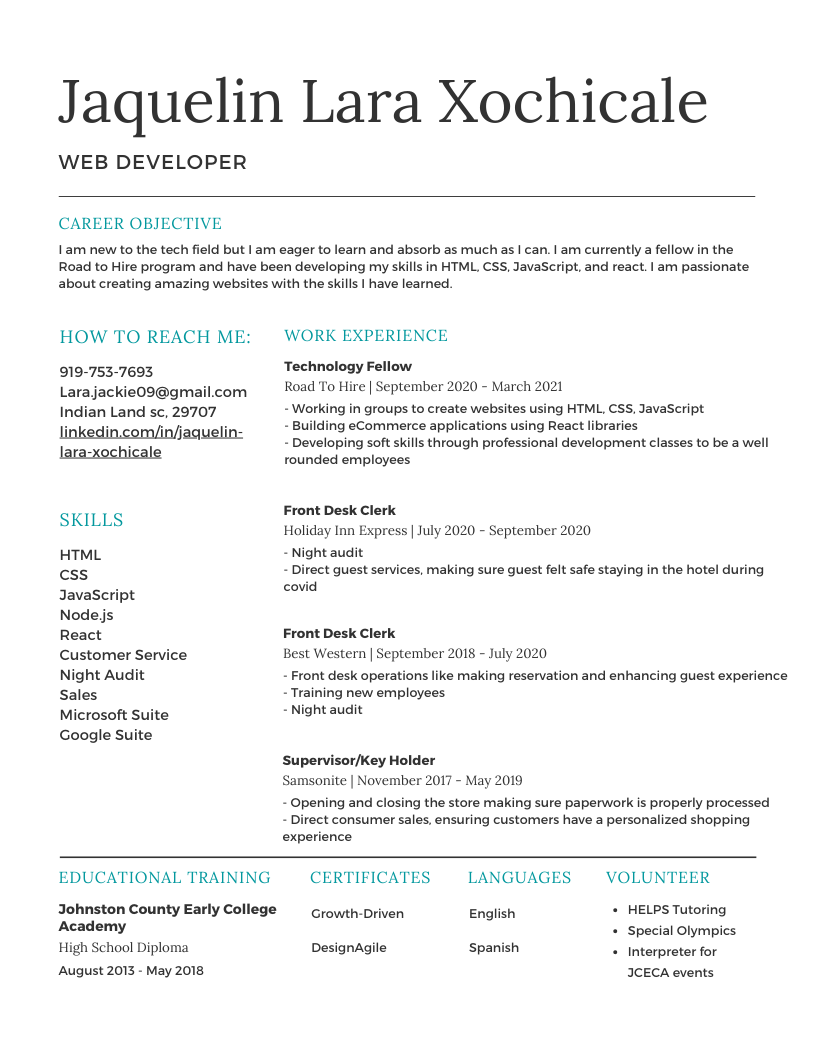 Jaquelin Lara Xochicale
WEB DEVELOPER
CAREER OBJECTIVE
I am new to the tech field but I am eager to learn and absorb as much as I can. I am currently a fellow in the
Road to Hire program and have been developing my skills in HTML, CSS, JavaScript, and react. I am passionate
about creating amazing websites with the skills I have learned.
HOW TO REACH ME:
919-753-7693
Lara.jackie09@gmail.com
Indian Land sc, 29707
linkedin.com/in/jaquelin-
lara-xochicale
SKILLS
HTML
CSS
JavaScript
Node.js
React
Customer Service
Night Audit
Sales
Microsoft Suite
Google Suite
WORK EXPERIENCE
Technology Fellow
Road To Hire | September 2020 - March 2021
- Working in groups to create websites using HTML, CSS, JavaScript
- Building eCommerce applications using React libraries
- Developing soft skills through professional development classes to be a well
rounded employees
Front Desk Clerk
Holiday Inn Express | July 2020 - September 2020
- Night audit
- Direct guest services, making sure guest felt safe staying in the hotel during
covid
Front Desk Clerk
Best Western | September 2018 - July 2020
- Front desk operations like making reservation and enhancing guest experience
- Training new employees
- Night audit
Supervisor/Key Holder
Samsonite | November 2017 - May 2019
- Opening and closing the store making sure paperwork is properly processed
- Direct consumer sales, ensuring customers have a personalized shopping
experience
EDUCATIONAL TRAINING
Johnston County Early College
Academy
High School Diploma
August 2013 - May 2018
CERTIFICATES
Growth-Driven
DesignAgile
LANGUAGES
English
Spanish
VOLUNTEER
• HELPS Tutoring
• Special Olympics
• Interpreter for
JCECA events